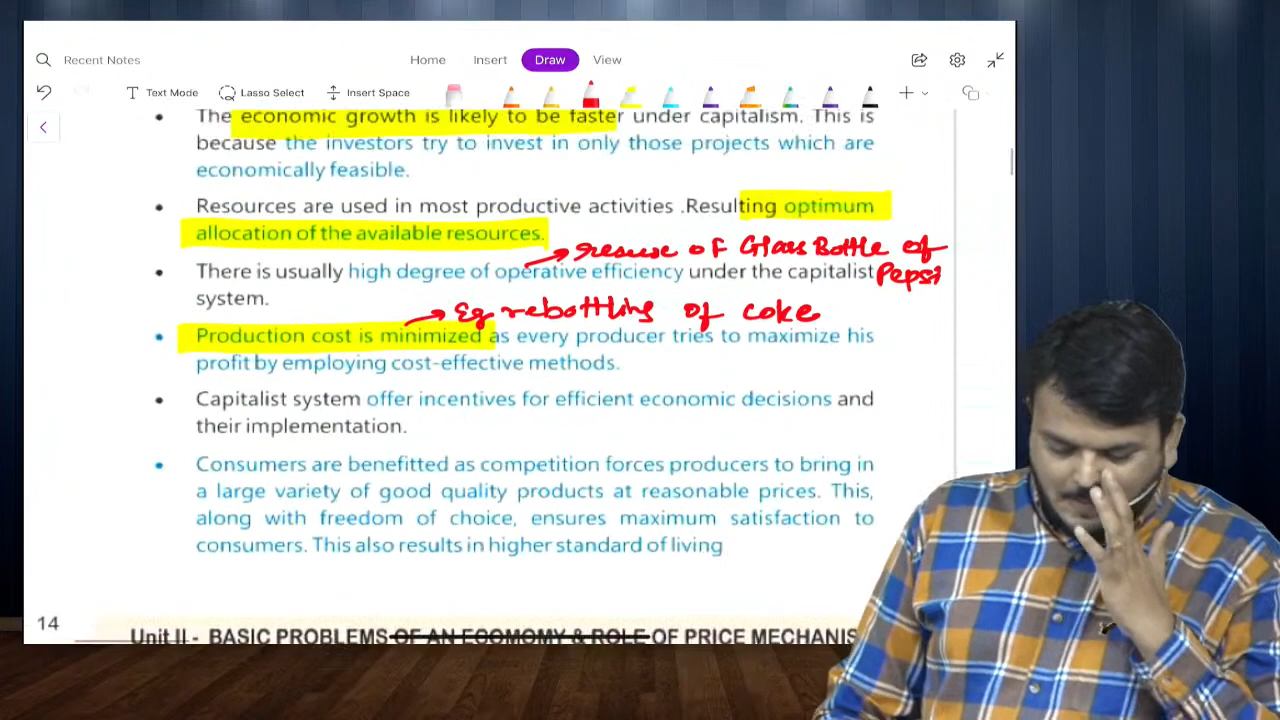 Recent Notes
Home Insert Draw View
Text Mode Lasso Select Insert Space
• The economic growth is likely to be faster under capitalism. This is
because the investors try to invest in only those projects which are
economically feasible.
• Resources are used in most productive activities .Resulting optimum
allocation of the available resources.
resuse of Glass Bottle of
Pepsi
• There is usually high degree of operative efficiency under the capitalist
system.
Eg rebottling of coke
• Production cost is minimized as every producer tries to maximize his
profit by employing cost-effective methods.
• Capitalist system offer incentives for efficient economic decisions and
their implementation.
• Consumers are benefitted as competition forces producers to bring in
a large variety of good quality products at reasonable prices. This,
along with freedom of choice, ensures maximum satisfaction to
consumers. This also results in higher standard of living
14
Unit II - BASIC PROBLEMS OF AN ECOMOMY & ROLE OF PRICE MECHANIS